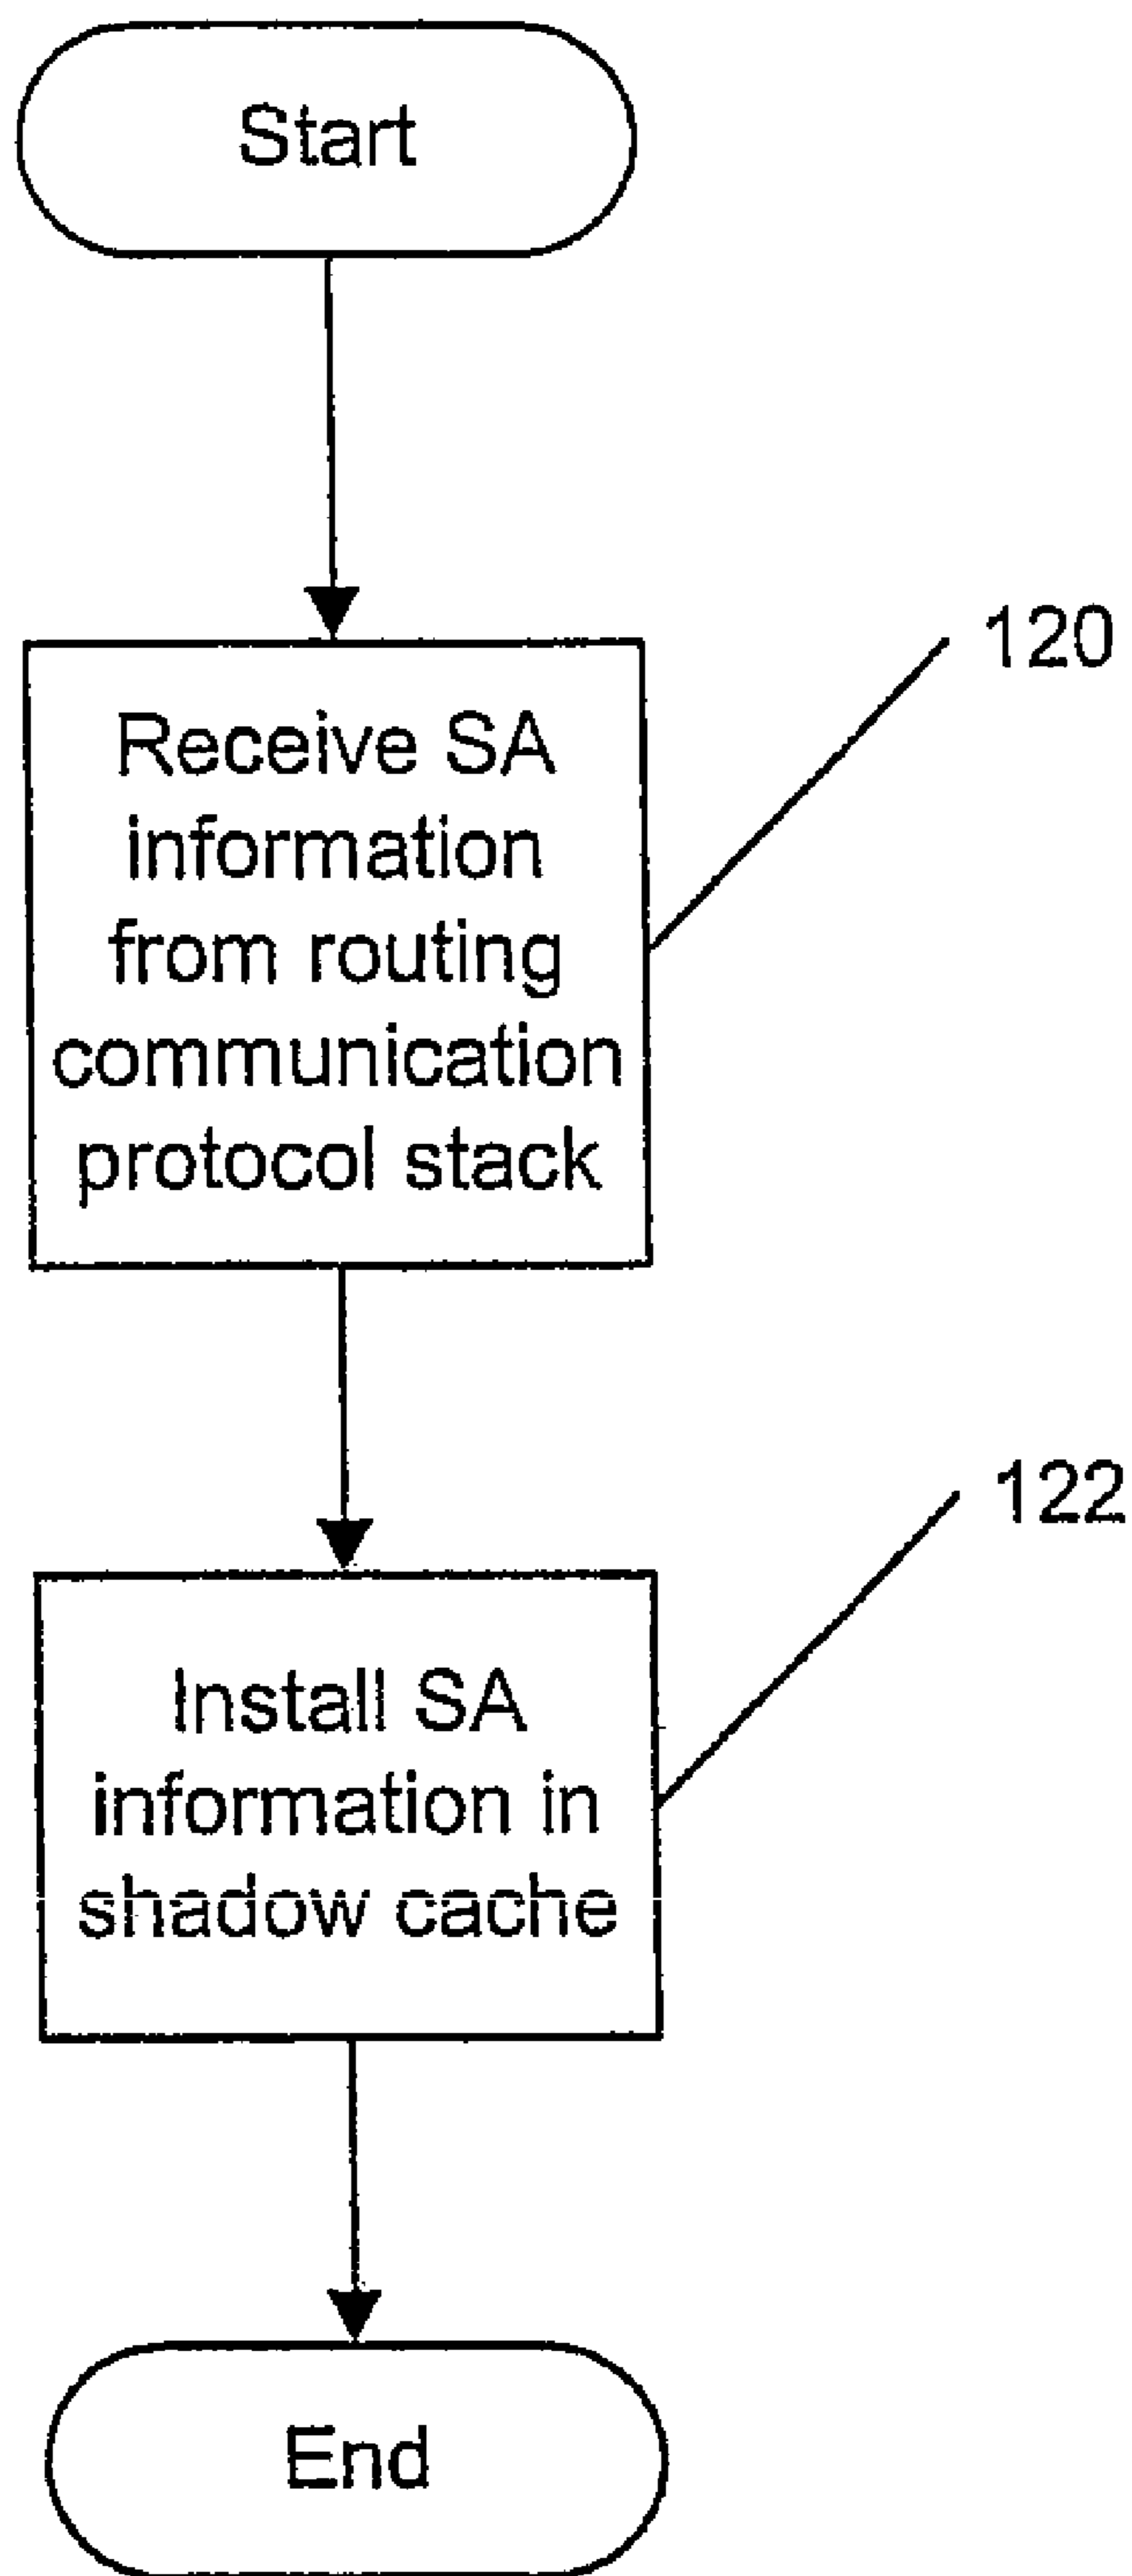 Start
120
Receive SA
information
from routing
communication
protocol stack
122
Install SA
information in
shadow cache
End